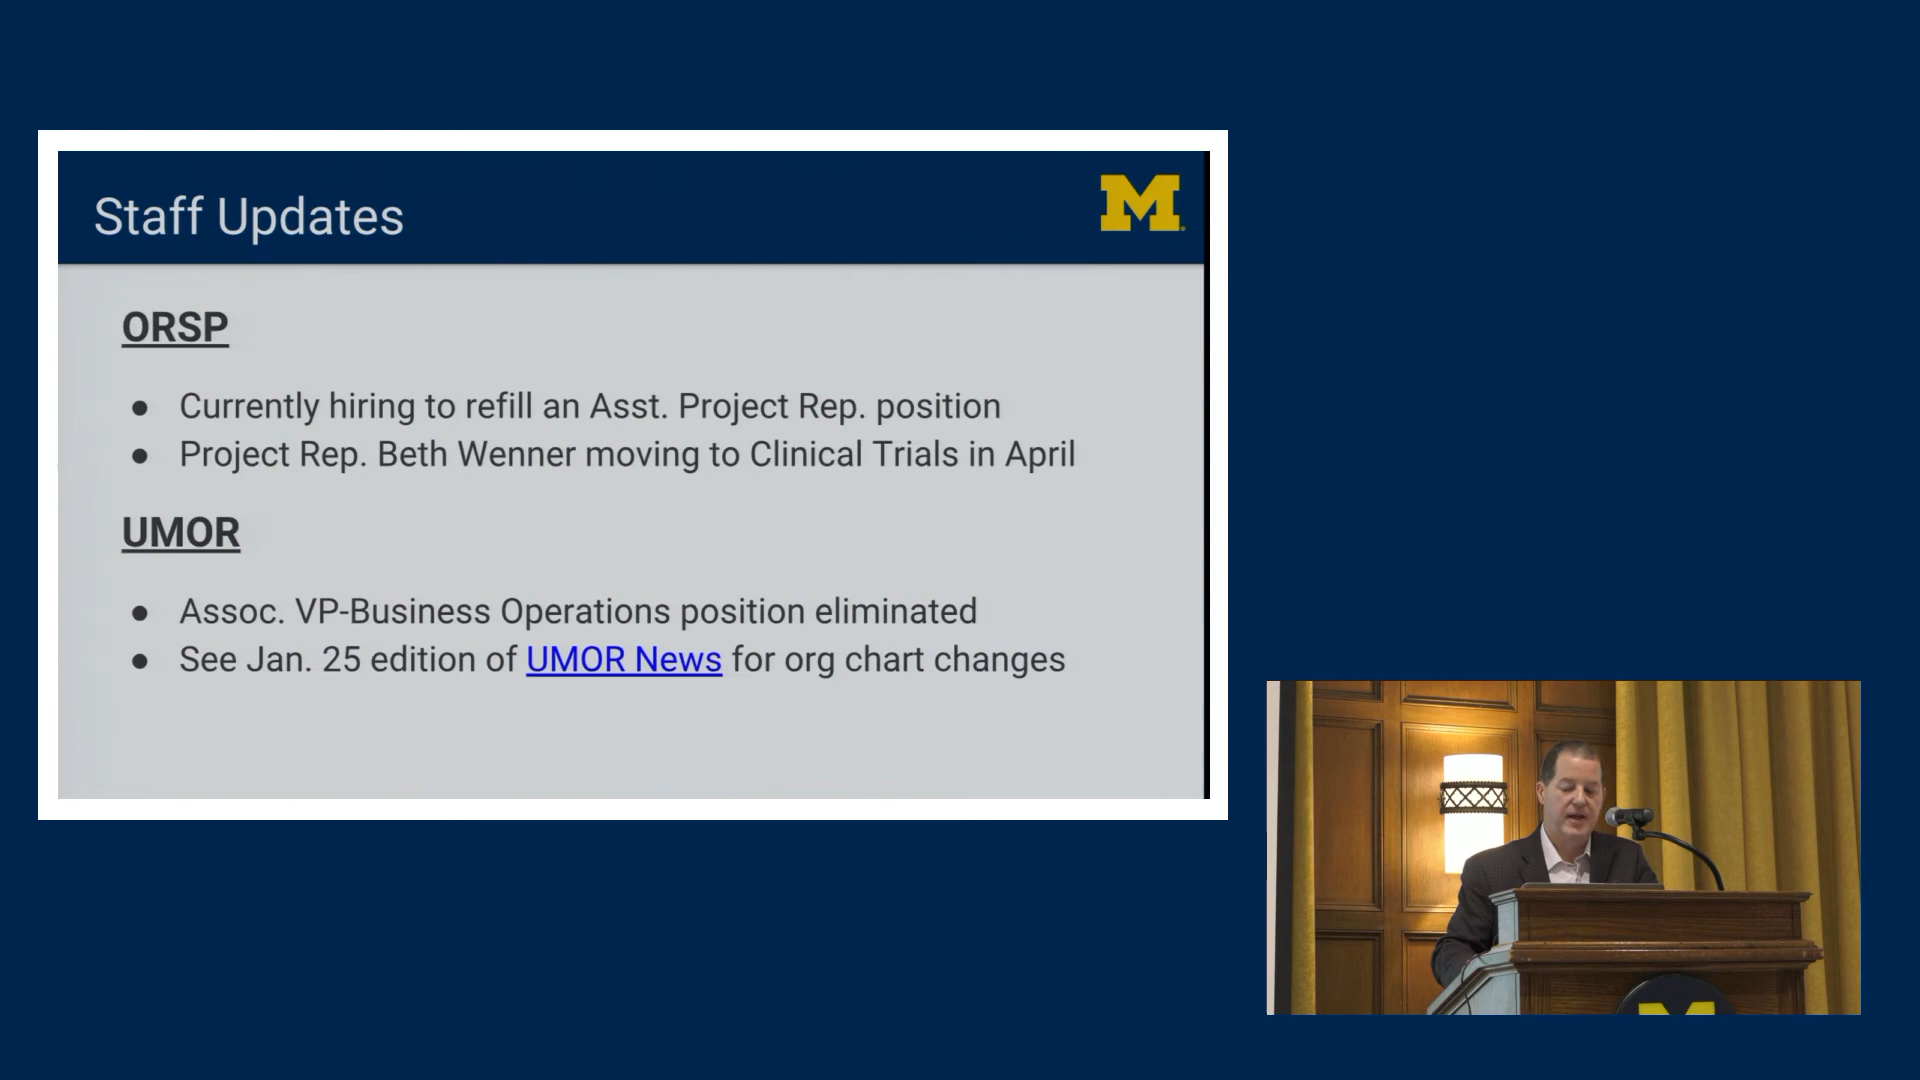 Staff Updates
M
ORSP
● Currently hiring to refill an Asst. Project Rep. position
● Project Rep. Beth Wenner moving to Clinical Trials in April
UMOR
● Assoc. VP-Business Operations position eliminated
● See Jan. 25 edition of UMOR News for org chart changes
M